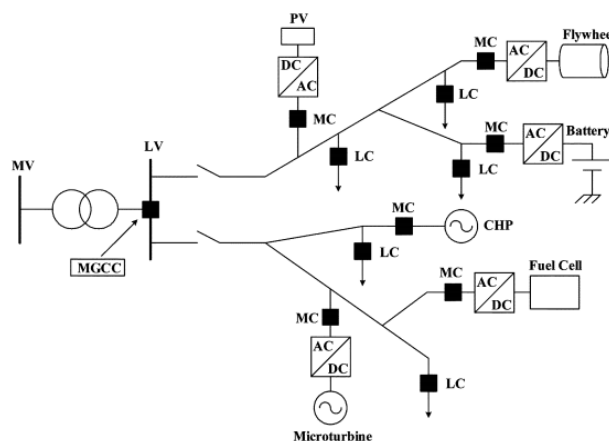 PV
DC
AC
MC
LC
MC
AC
DC
Flywheel
LC
MC
AC
DC
Battery
LC
MV
LV
MGCC
MC
CHP
LC
MC
AC
DC
Fuel Cell
MC
AC
DC
Microturbine
LC